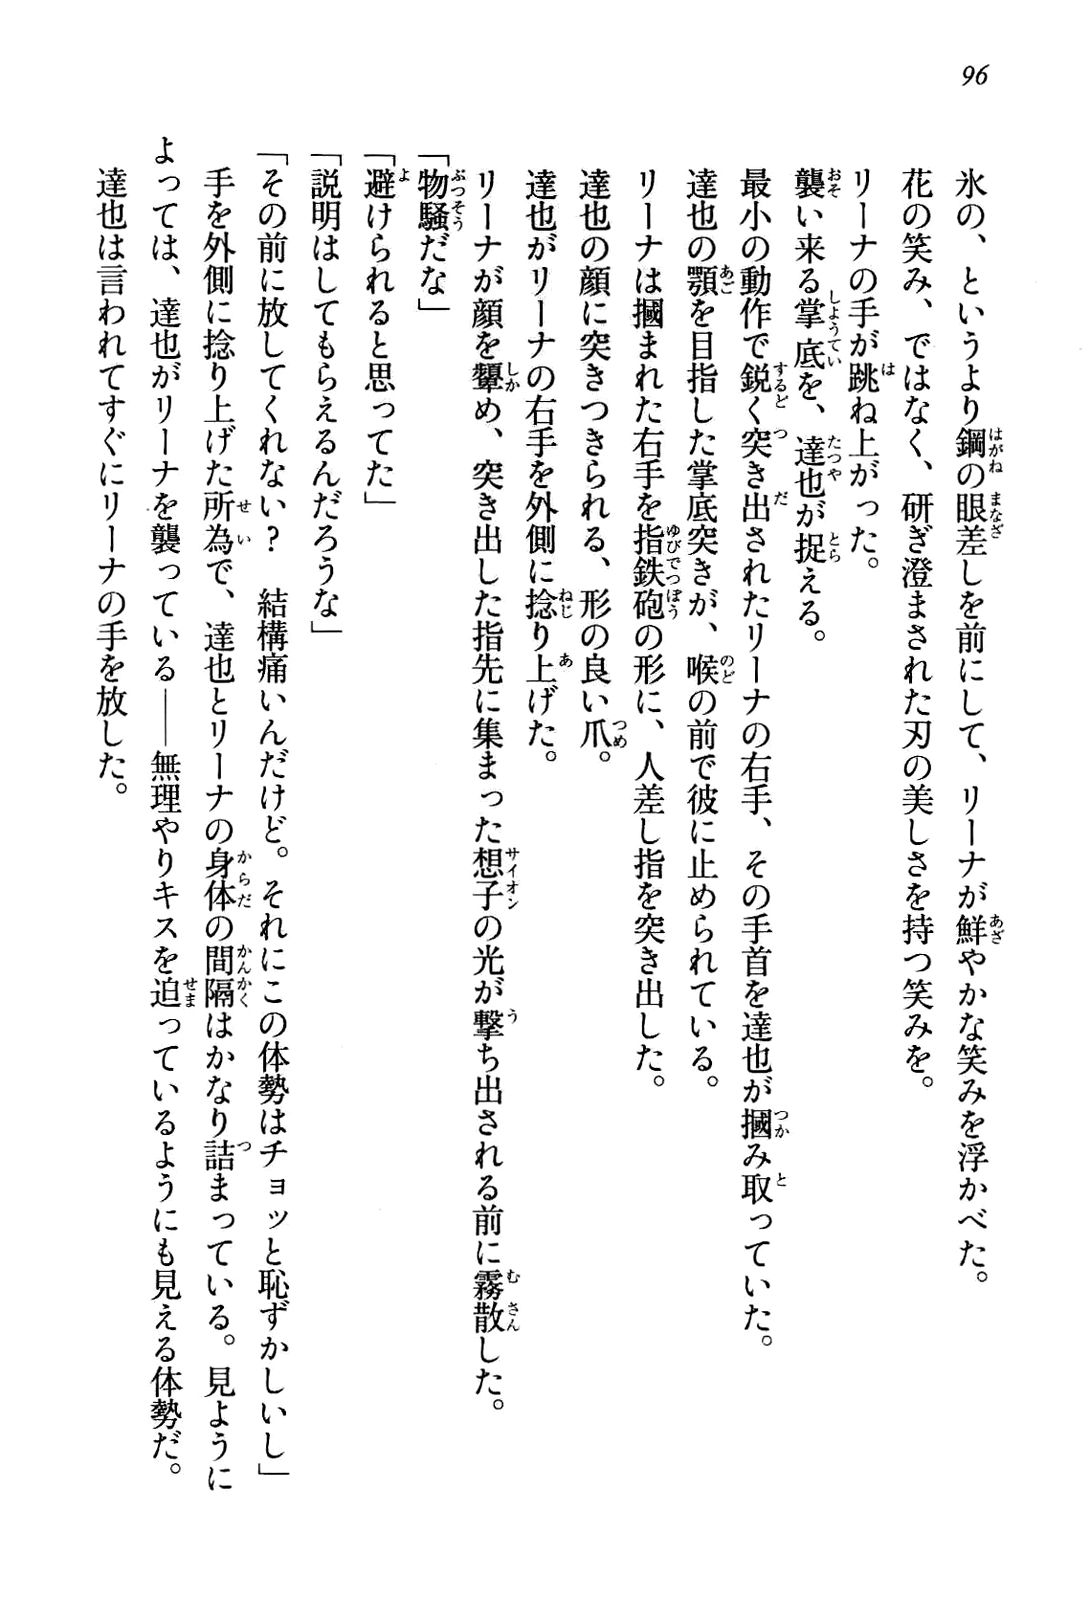 96
氷の、というより鋼の眼差しを前にして、リーナが鮮やかな笑みを浮かべた。
花の笑み、ではなく、研ぎ澄まされた刃の美しさを持つ笑みを。
リーナの手が跳ね上がった。
襲い来る掌底を、達也が捉える。
最小の動作で鋭く突き出されたリーナの右手、その手首を達也が摑み取っていた。
達也の顎を目指した掌底突きが、喉の前で彼に止められている。
リーナは摑まれた右手を指鉄砲の形に、人差し指を突き出した。
達也の顔に突きつきられる、形の良い爪。
達也がリーナの右手を外側に捻り上げた。
リーナが顔を顰め、突き出した指先に集まった想子の光が撃ち出される前に霧散した。
「物騒だな」
「避けられると思ってた」
「説明はしてもらえるんだろうな」
「その前に放してくれない？　結構痛いんだけど。それにこの体勢はチョッと恥ずかしいし」
手を外側に捻り上げた所為で、達也とリーナの身体の間隔はかなり詰まっている。見ように
よっては、達也がリーナを襲っている――無理やりキスを迫っているようにも見える体勢だ。
達也は言われてすぐにリーナの手を放した。